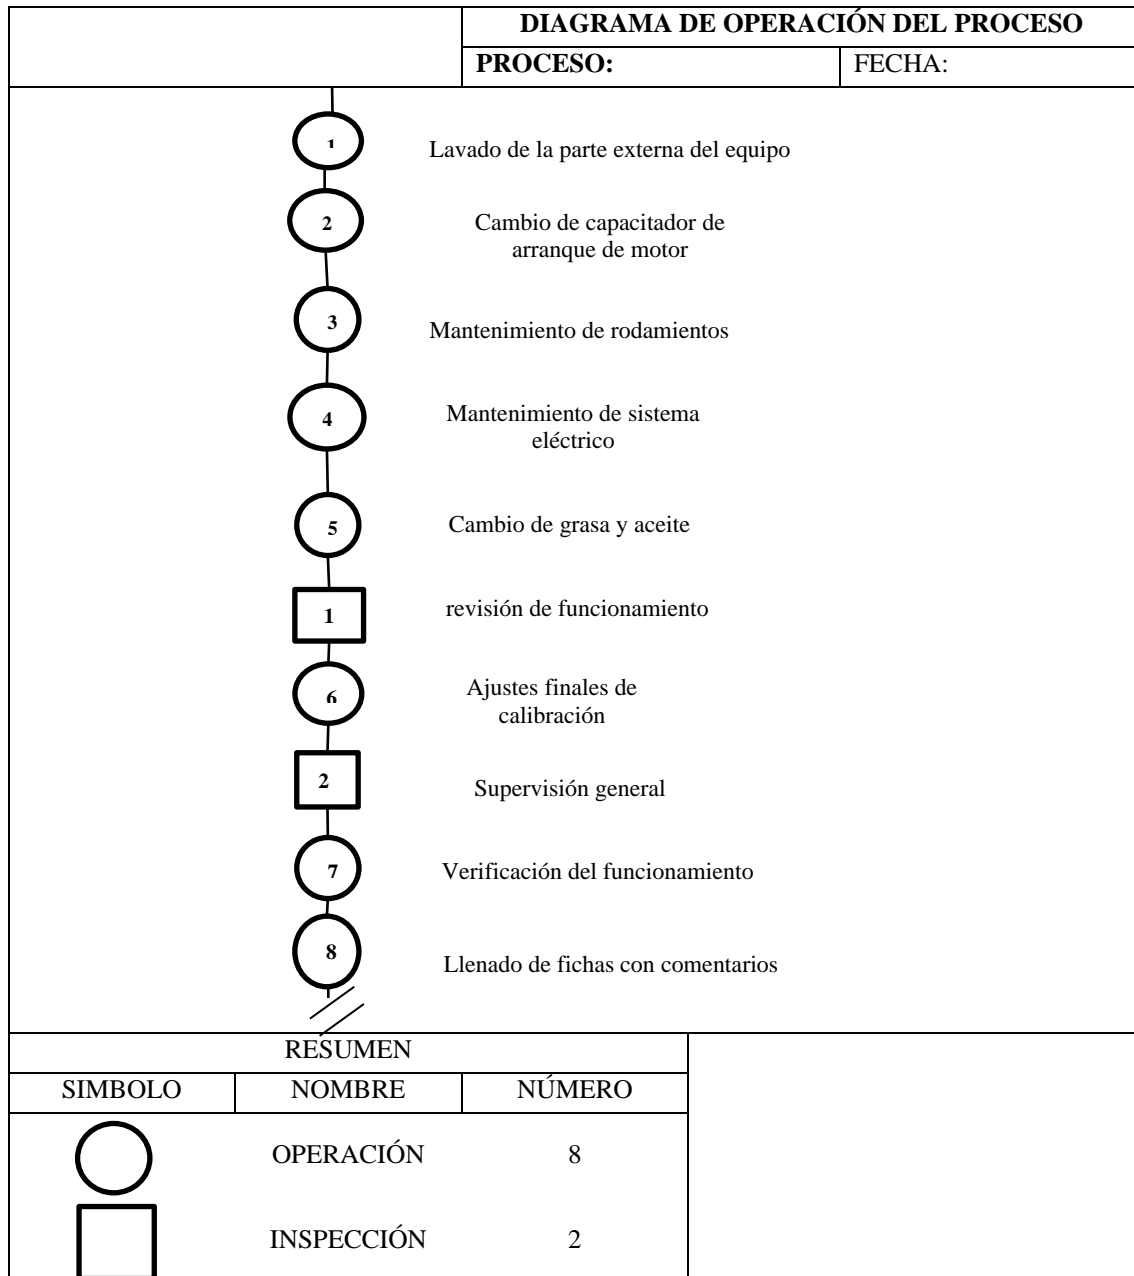 DIAGRAMA DE OPERACIÓN DEL PROCESO
PROCESO: FECHA:
1 Lavado de la parte externa del equipo
2 Cambio de capacitador de
arranque de motor
3 Mantenimiento de rodamientos
4 Mantenimiento de sistema
eléctrico
5 Cambio de grasa y aceite
1 revisión de funcionamiento
6 Ajustes finales de
calibración
2 Supervisión general
7 Verificación del funcionamiento
8 Llenado de fichas con comentarios
RESUMEN
SIMBOLO NOMBRE NÚMERO
OPERACIÓN 8
INSPECCIÓN 2